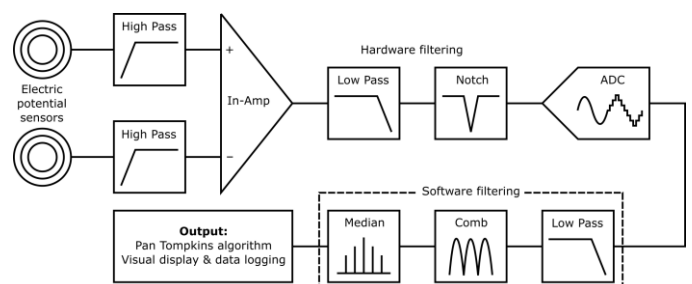 High Pass
Hardware filtering
+
Low Pass
Notch
ADC
Electric
potential
sensors
In-Amp
High Pass
−
Software filtering
Output:
Pan Tompkins algorithm
Visual display & data logging
Median
Comb
Low Pass